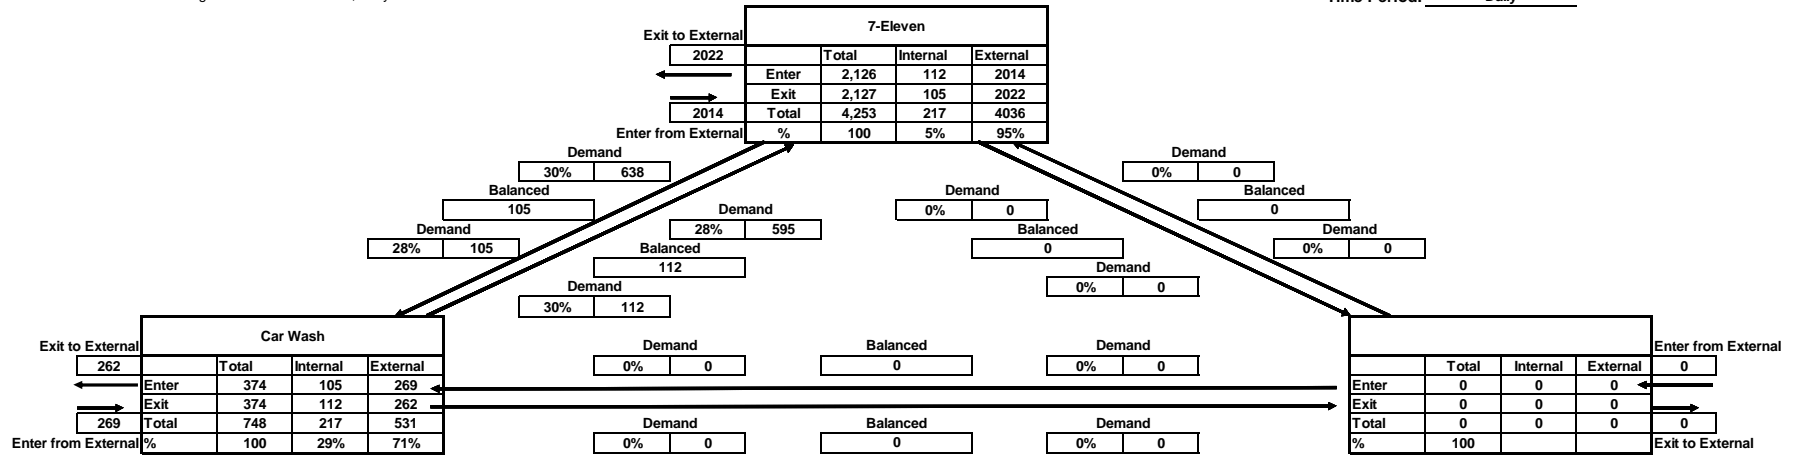 Daily
7-Eleven
Exit to External
2022 Total Internal External
Enter 2,126 112 2014
Exit 2,127 105 2022
2014 Total 4,253 217 4036
Enter from External % 100 5% 95%
Demand Demand
30% 638 0% 0
Balanced Demand Balanced
105 Demand 0% 0 0
Demand 28% 595 Balanced Demand
28% 105 Balanced 0 0% 0
112 Demand
Demand 0% 0
30% 112
Car Wash
Exit to External Demand Balanced Demand Enter from External
262 Total Internal External 0% 0 0 0% 0 Total Internal External 0
Enter 374 105 269 Enter 0 0 0
Exit 374 112 262 Exit 0 0 0
269 Total 748 217 531 Demand Balanced Demand Total 0 0 0 0
Enter from External % 100 29% 71% 0% 0 0 0% 0 % 100 Exit to External